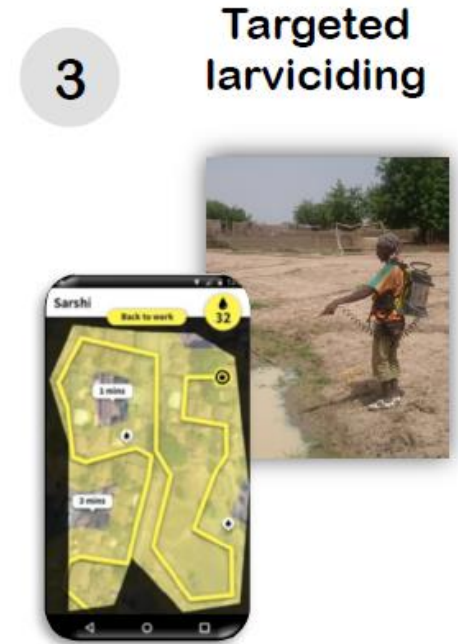 3
Targeted
larviciding
Sarshi
Back to work
32
1 mins
3 mins